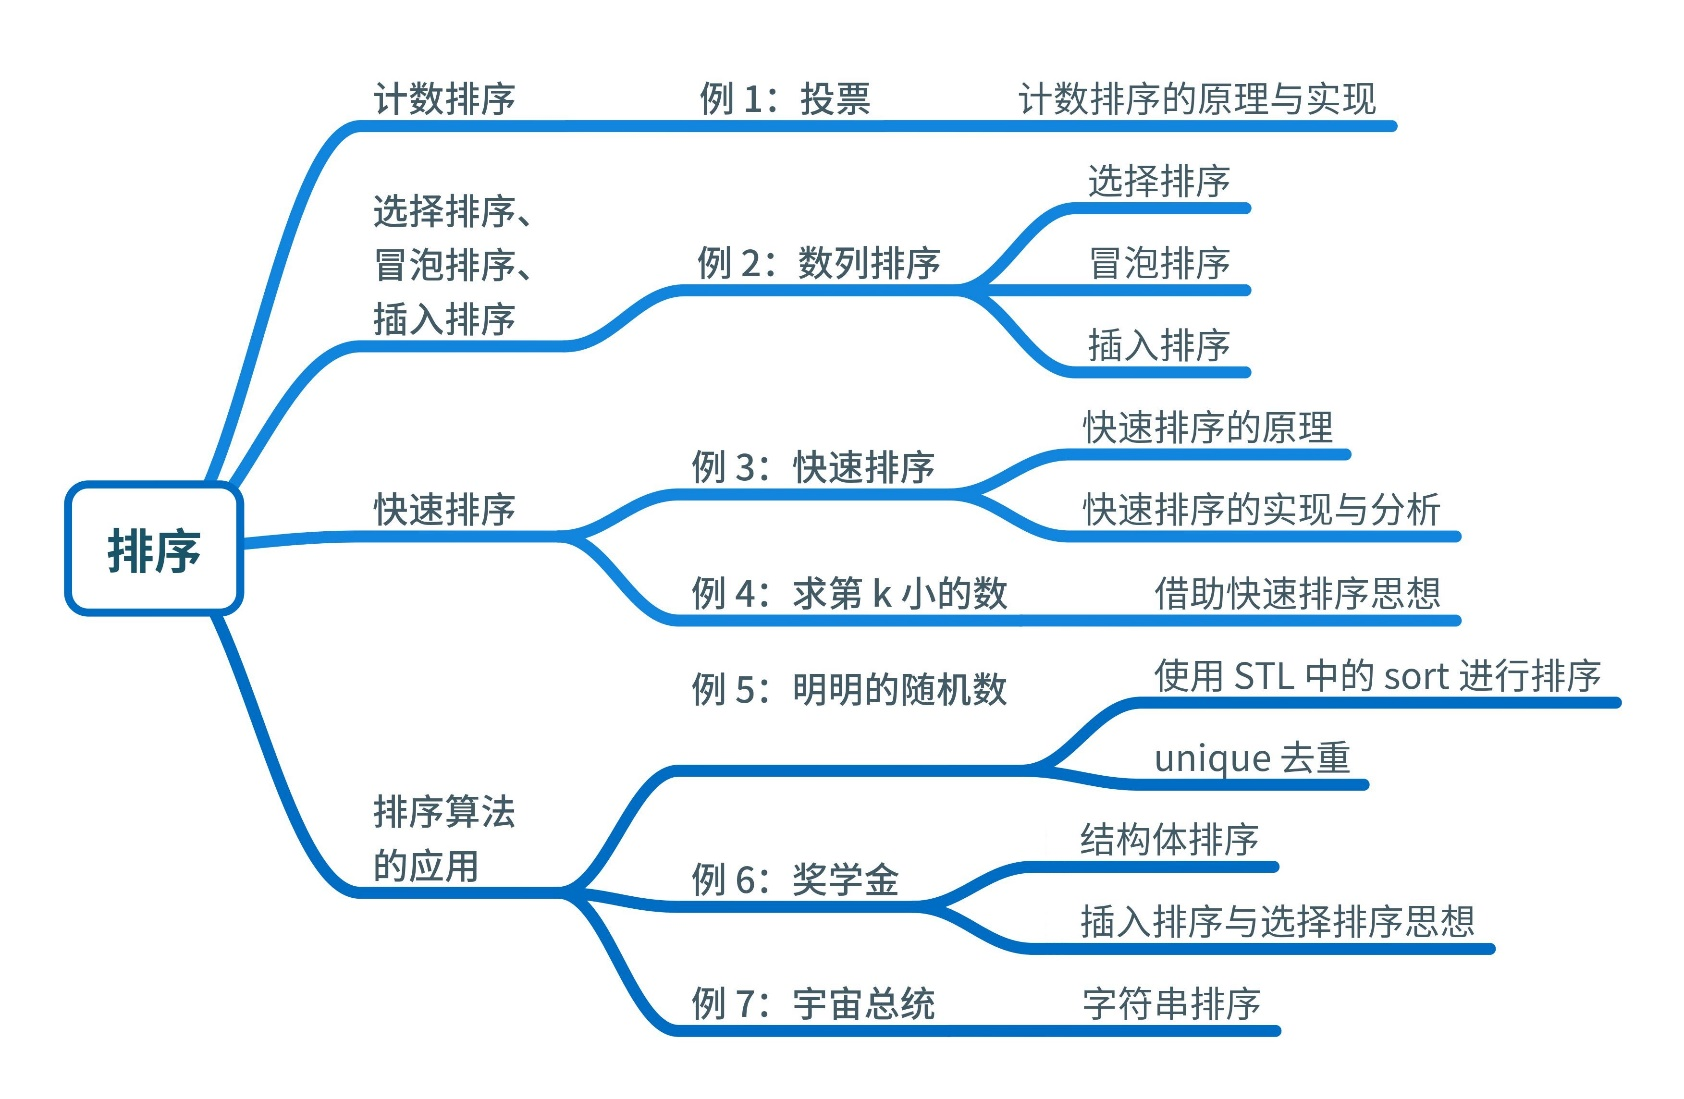 排序
计数排序
例 1：投票
计数排序的原理与实现
选择排序、
冒泡排序、
插入排序
例 2：数列排序
选择排序
冒泡排序
插入排序
快速排序
例 3：快速排序
快速排序的原理
快速排序的实现与分析
例 4：求第 k 小的数
借助快速排序思想
排序算法
的应用
例 5：明明的随机数
使用 STL 中的 sort 进行排序
unique 去重
例 6：奖学金
结构体排序
插入排序与选择排序思想
例 7：宇宙总统
字符串排序